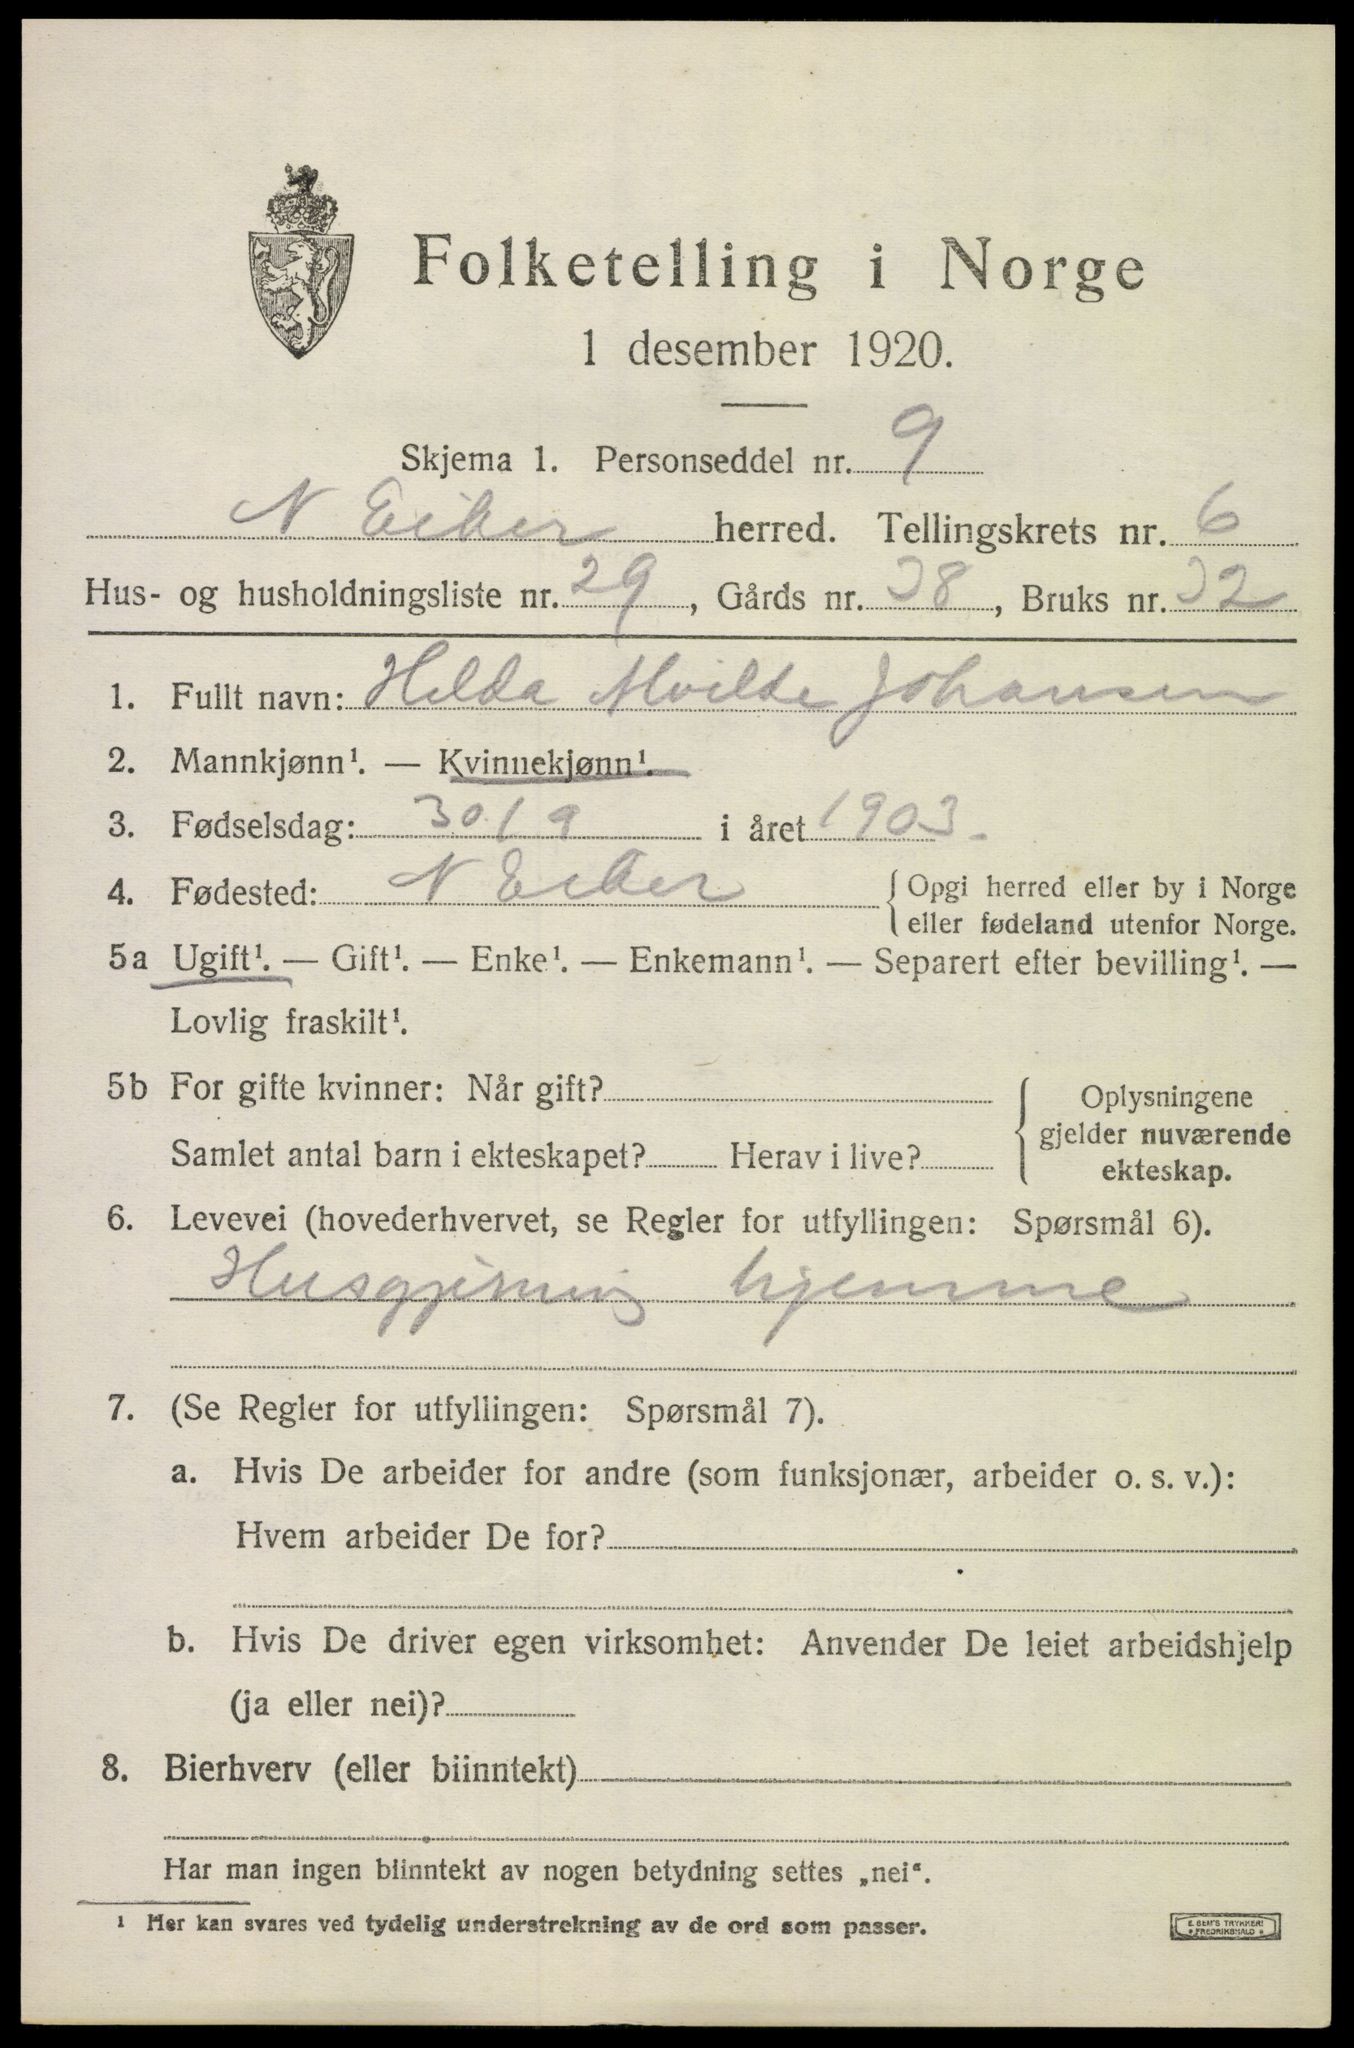 Folketelling i Norge
1 desember 1920.
Skjema 1. Personseddel nr. 9
N Eiker herred. Tellingskrets nr. 6
Hus- og husholdningsliste nr. 29, Gårds nr. 38, Bruks nr. 32
1. Fullt navn: Hilda Johansen
2. Mannkjønn¹. — Kvinnekjønn¹.
3. Fødselsdag: 30/9 i året 1903.
4. Fødested: N Eiker {Opgi herred eller by i Norge
eller fødeland utenfor Norge.
5a Ugift¹. — Gift¹. — Enke¹. — Enkemann¹. — Separert efter bevilling¹. —
Lovlig fraskilt¹.
5b For gifte kvinner: Når gift?
Samlet antal barn i ekteskapet? Herav i live?
{Oplysningene
gjelder nuværende
ekteskap.
6. Levevei (hovederhvervet, se Regler for utfyllingen: Spørsmål 6).
Husgjerning hjemme
7. (Se Regler for utfyllingen: Spørsmål 7).
a. Hvis De arbeider for andre (som funksjonær, arbeider o. s. v.):
Hvem arbeider De for?
b. Hvis De driver egen virksomhet: Anvender De leiet arbeidshjelp
(ja eller nei)?
8. Bierhverv (eller biinntekt)
Har man ingen biinntekt av nogen betydning settes „nei“.
¹ Her kan svares ved tydelig understrekning av de ord som passer.
E. SEM'S TRYKKERI
* FREDRIKSHALD *